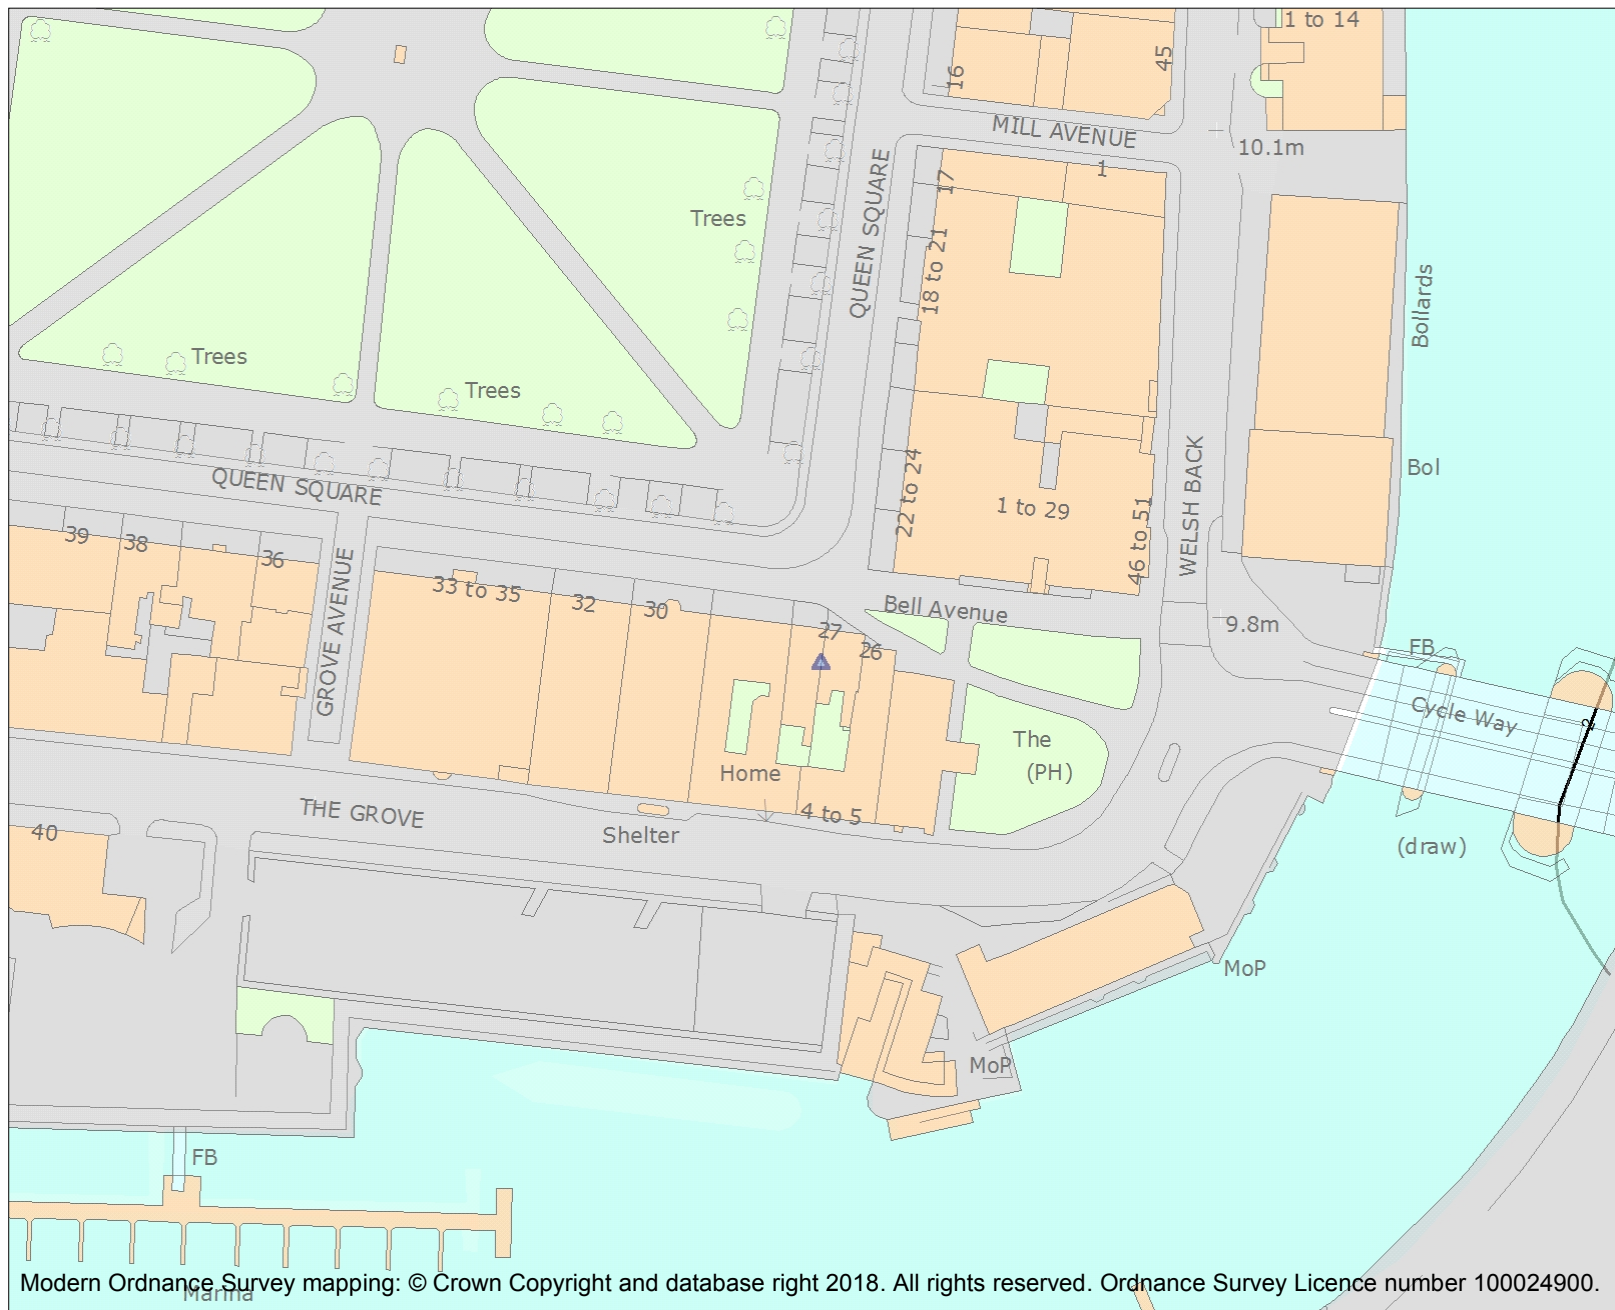 1 to 14
16
45
MILL AVENUE
10.1m
1
17
QUEEN SQUARE
Trees
18 to 21
Bollards
Trees
Trees
QUEEN SQUARE
22 to 24
1 to 29
46 to 51
WELSH BACK
Bol
39
38
36
GROVE AVENUE
33 to 35
32
30
27
26
Bell Avenue
9.8m
FB
Cycle Way
2
The
(PH)
Home
4 to 5
THE GROVE
Shelter
40
(draw)
MoP
MoP
FB
Marina
Modern Ordnance Survey mapping: © Crown Copyright and database right 2018. All rights reserved. Ordnance Survey Licence number 100024900.